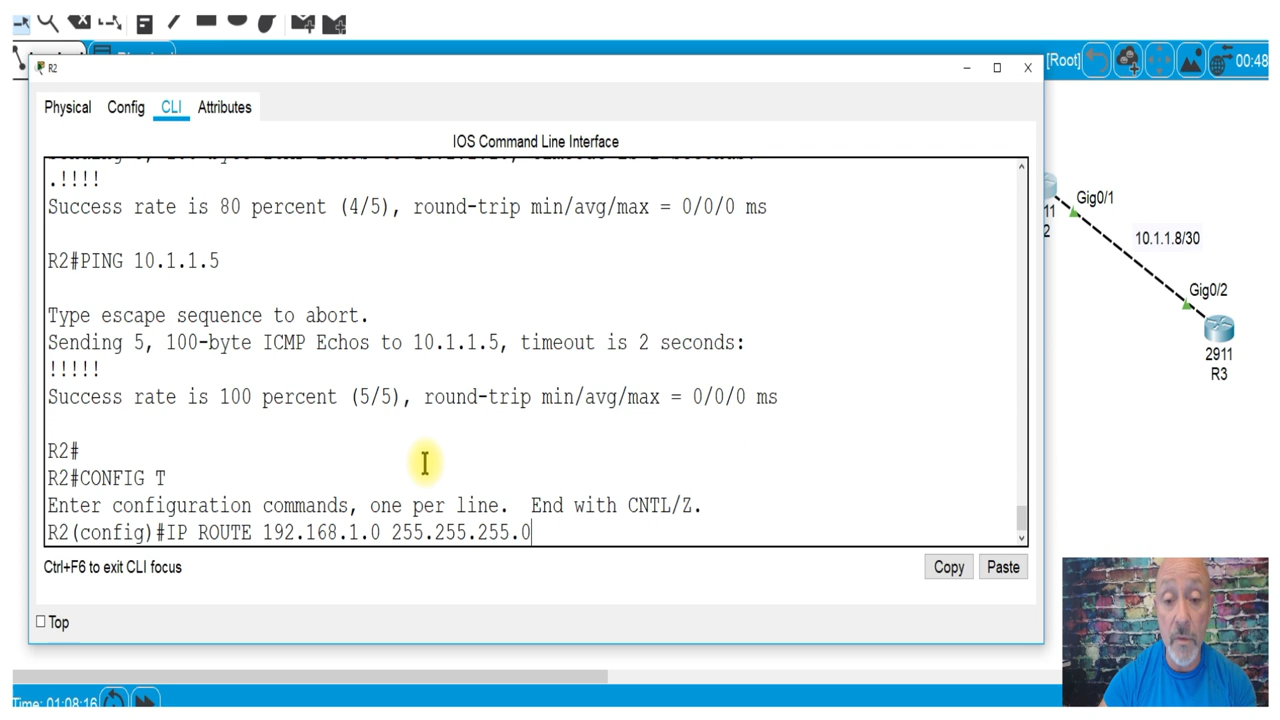 [Root]
00:48
R2
Physical Config CLI Attributes
IOS Command Line Interface
.!!!!
Success rate is 80 percent (4/5), round-trip min/avg/max = 0/0/0 ms
R2#PING 10.1.1.5
Type escape sequence to abort.
Sending 5, 100-byte ICMP Echos to 10.1.1.5, timeout is 2 seconds:
!!!!!
Success rate is 100 percent (5/5), round-trip min/avg/max = 0/0/0 ms
R2#
R2#CONFIG T
Enter configuration commands, one per line. End with CNTL/Z.
R2(config)#IP ROUTE 192.168.1.0 255.255.255.0
Ctrl+F6 to exit CLI focus
Copy Paste
Top
Gig0/1
11
2
10.1.1.8/30
Gig0/2
2911
R3
Time: 01:08:16